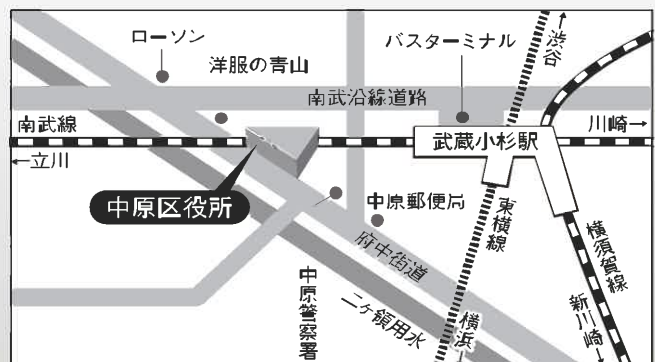 ローソン
洋服の青山
バスターミナル
↑渋谷
南武沿線道路
南武線
←立川
武蔵小杉駅
川崎→
中原区役所
中原郵便局
東横線
横須賀線
府中街道
中原警察署
二ヶ領用水
横浜↓
新川崎↓